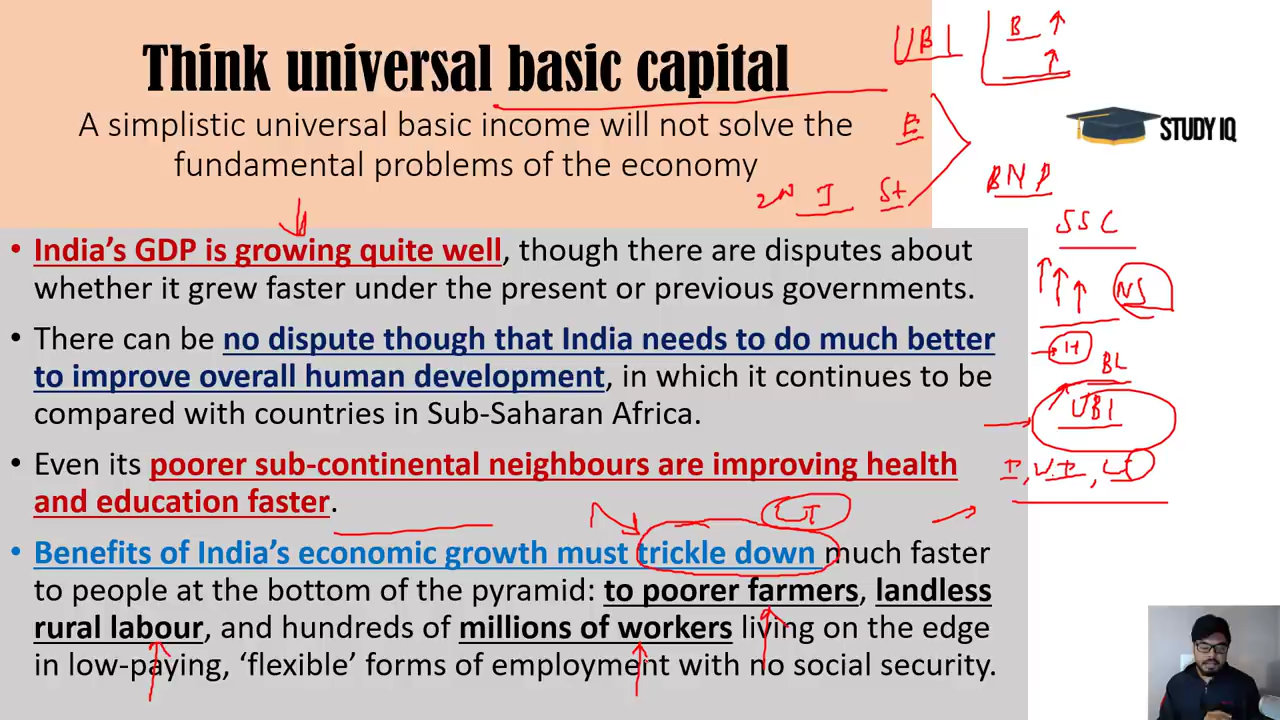 Think universal basic capital
A simplistic universal basic income will not solve the
fundamental problems of the economy
UBI
B
E
2nd I St
BNP
STUDY IQ
SSC
NS
H
BL
UBI
• India's GDP is growing quite well, though there are disputes about
whether it grew faster under the present or previous governments.
• There can be no dispute though that India needs to do much better
to improve overall human development, in which it continues to be
compared with countries in Sub-Saharan Africa.
• Even its poorer sub-continental neighbours are improving health
and education faster.
• Benefits of India's economic growth must trickle down much faster
to people at the bottom of the pyramid: to poorer farmers, landless
rural labour, and hundreds of millions of workers living on the edge
in low-paying, 'flexible' forms of employment with no social security.